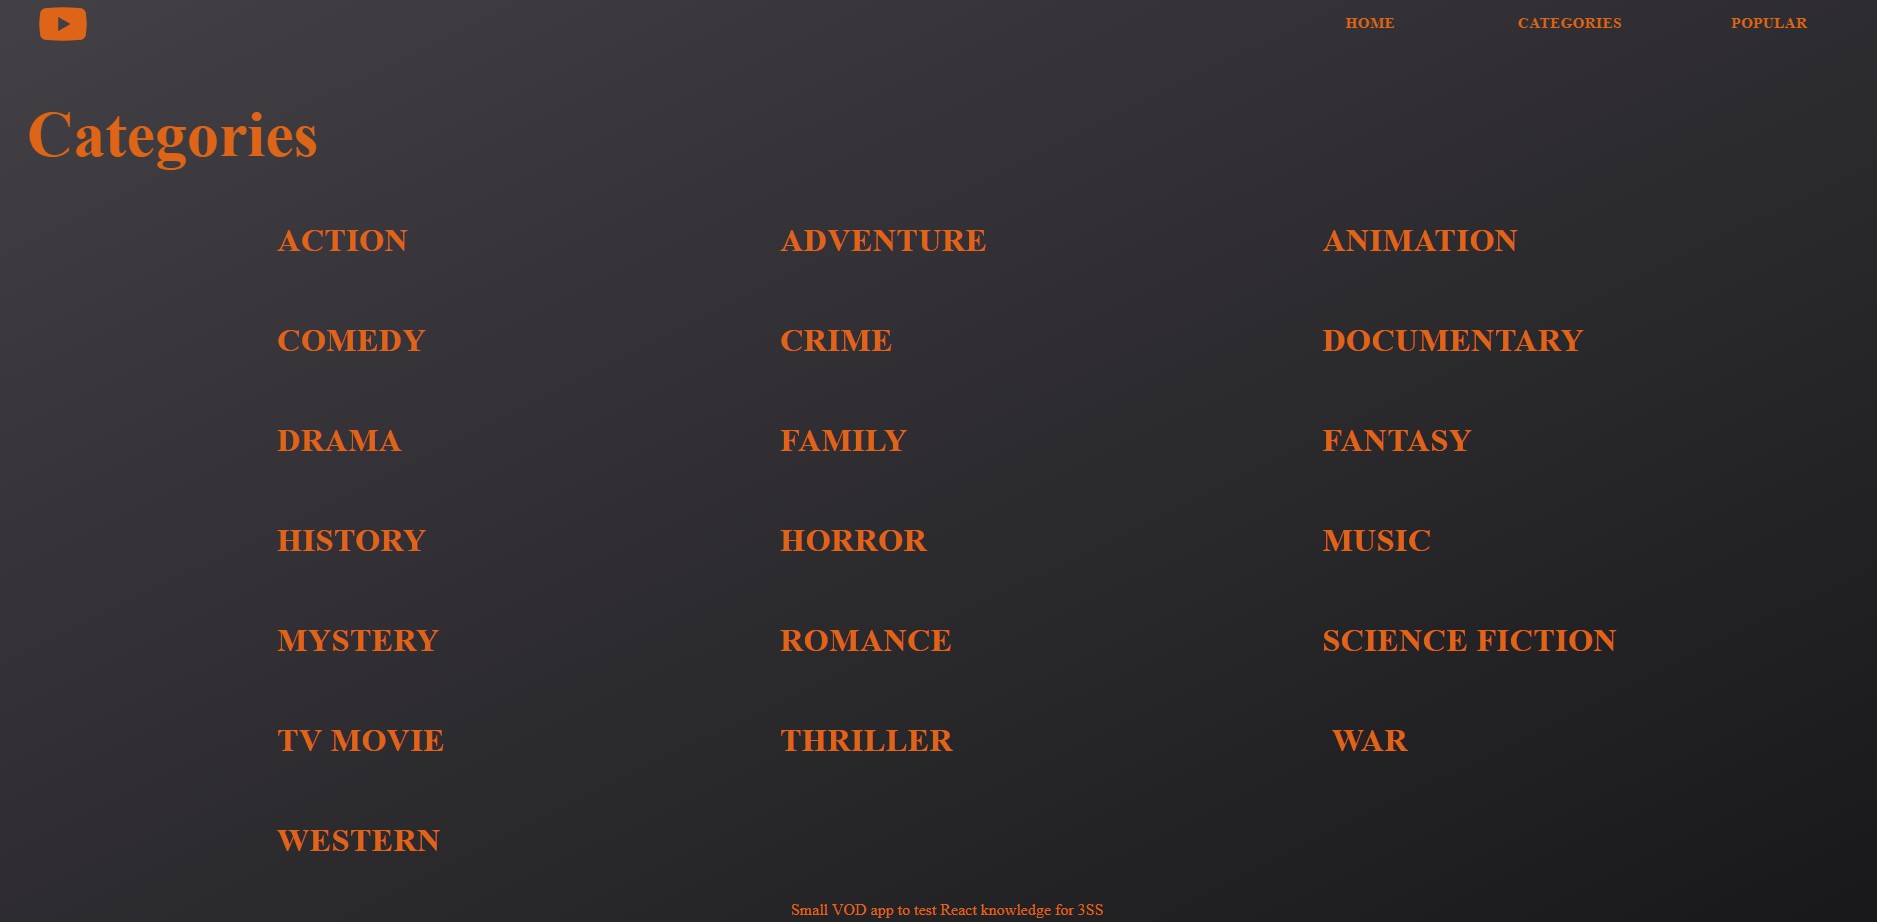 HOME CATEGORIES POPULAR
Categories
ACTION ADVENTURE ANIMATION
COMEDY CRIME DOCUMENTARY
DRAMA FAMILY FANTASY
HISTORY HORROR MUSIC
MYSTERY ROMANCE SCIENCE FICTION
TV MOVIE THRILLER WAR
WESTERN
Small VOD app to test React knowledge for 3SS